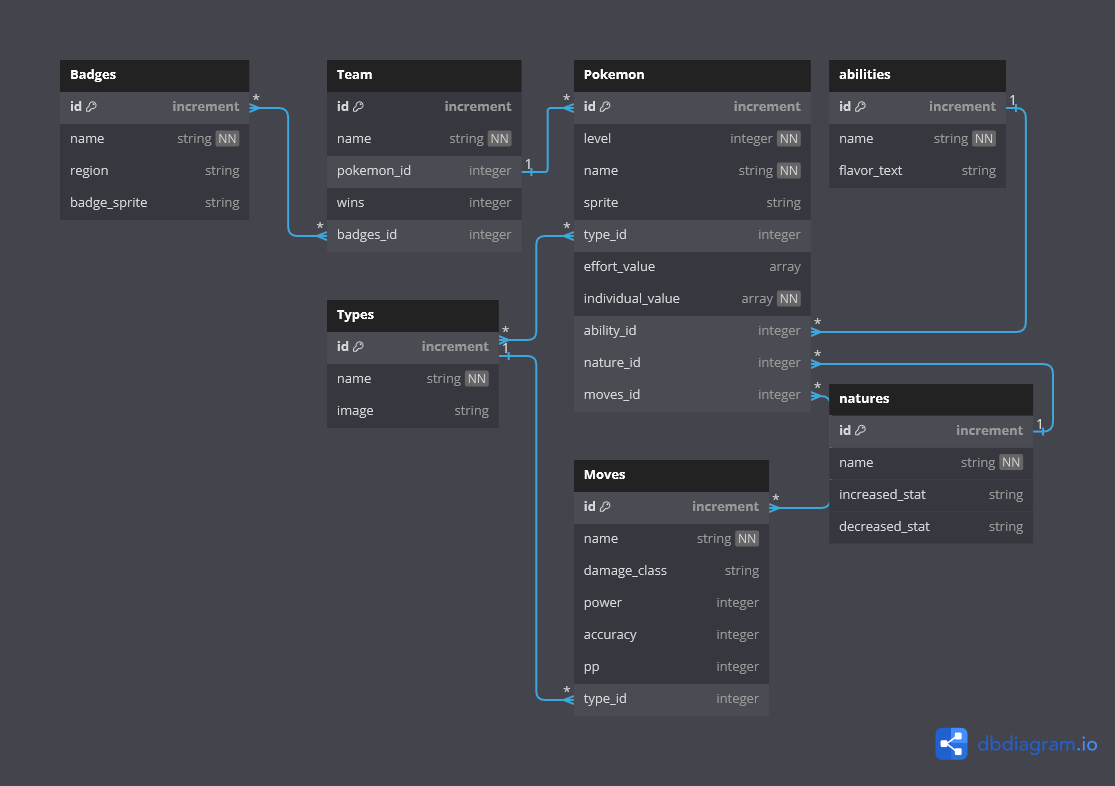 Badges
id increment
name string NN
region string
badge_sprite string
*
Team
id increment
name string NN
pokemon_id integer
wins integer
badges_id integer
1
*
Pokemon
id increment
level integer NN
name string NN
sprite string
type_id integer
effort_value array
individual_value array NN
ability_id integer
nature_id integer
moves_id integer
*
*
*
*
*
abilities
id increment
name string NN
flavor_text string
1
Types
id increment
name string NN
image string
*
1
natures
id increment
name string NN
increased_stat string
decreased_stat string
1
Moves
id increment
name string NN
damage_class string
power integer
accuracy integer
pp integer
type_id integer
*
*
dbdiagram.io